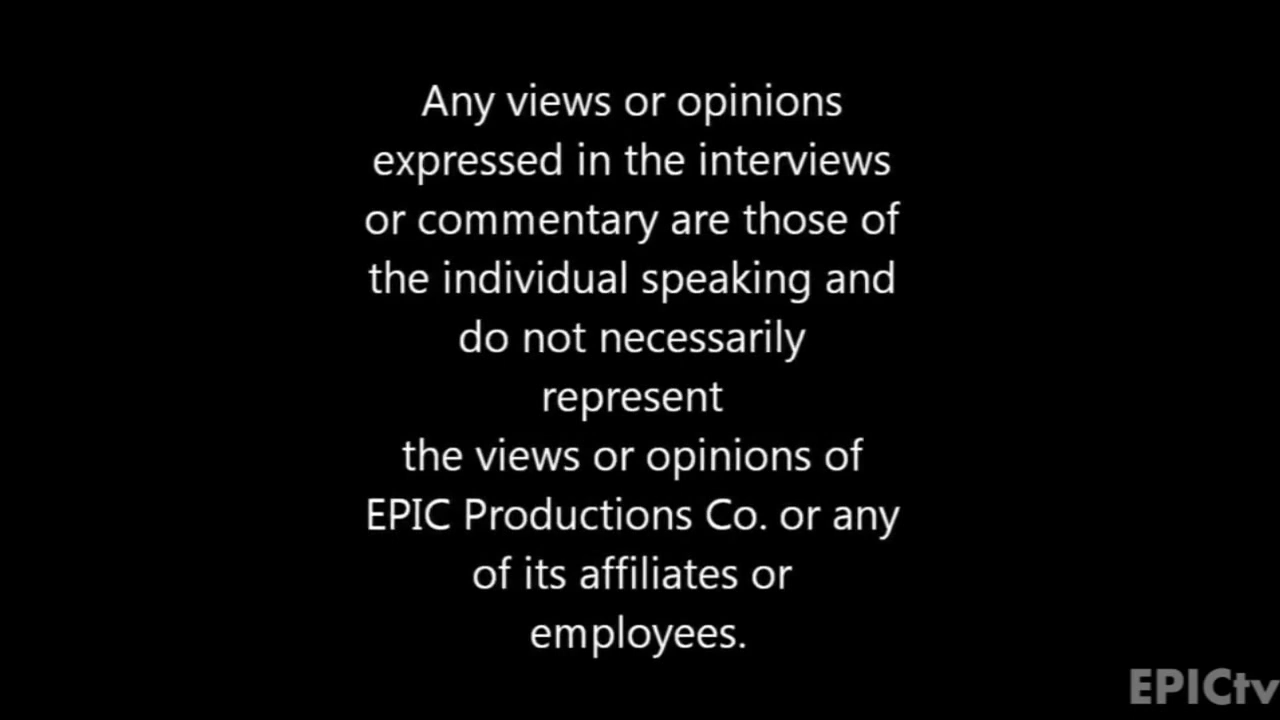 Any views or opinions
expressed in the interviews
or commentary are those of
the individual speaking and
do not necessarily
represent
the views or opinions of
EPIC Productions Co. or any
of its affiliates or
employees.
EPICtv